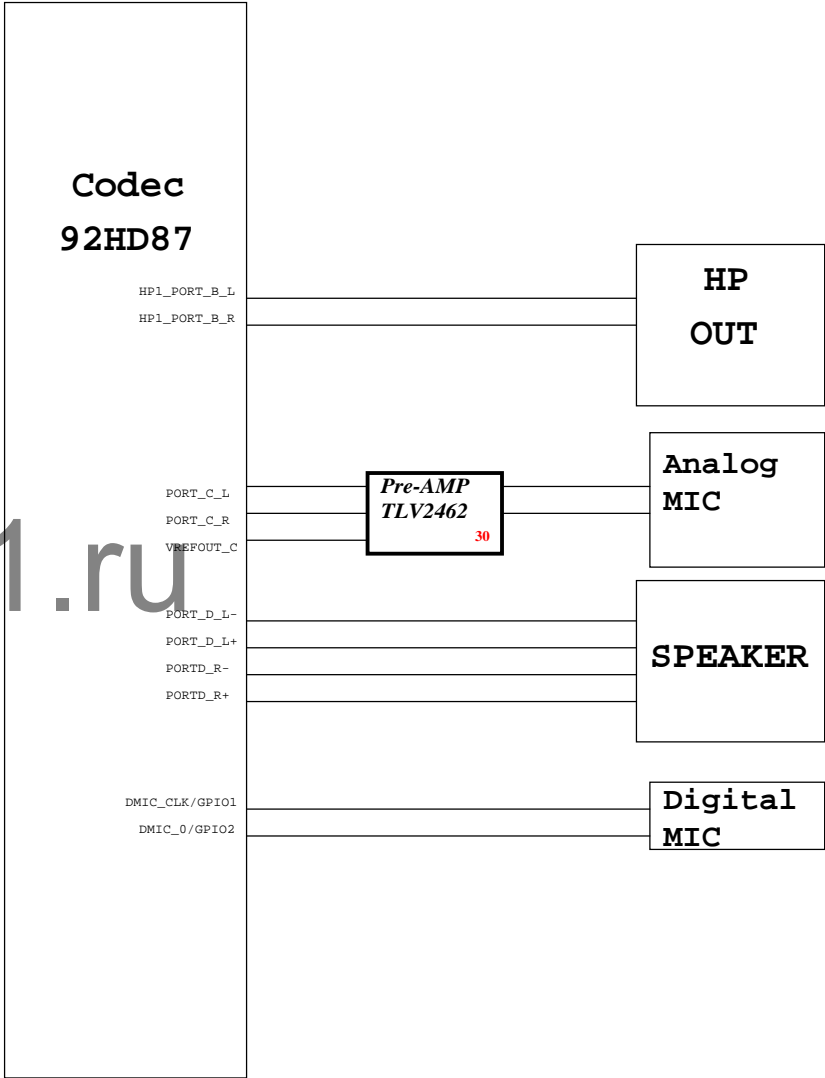 Codec
92HD87
HP1_PORT_B_L
HP1_PORT_B_R
HP
OUT
PORT_C_L
PORT_C_R
VREFOUT_C
Pre-AMP
TLV2462
30
Analog
MIC
1.ru
PORT_D_L-
PORT_D_L+
PORTD_R-
PORTD_R+
SPEAKER
DMIC_CLK/GPIO1
DMIC_0/GPIO2
Digital
MIC